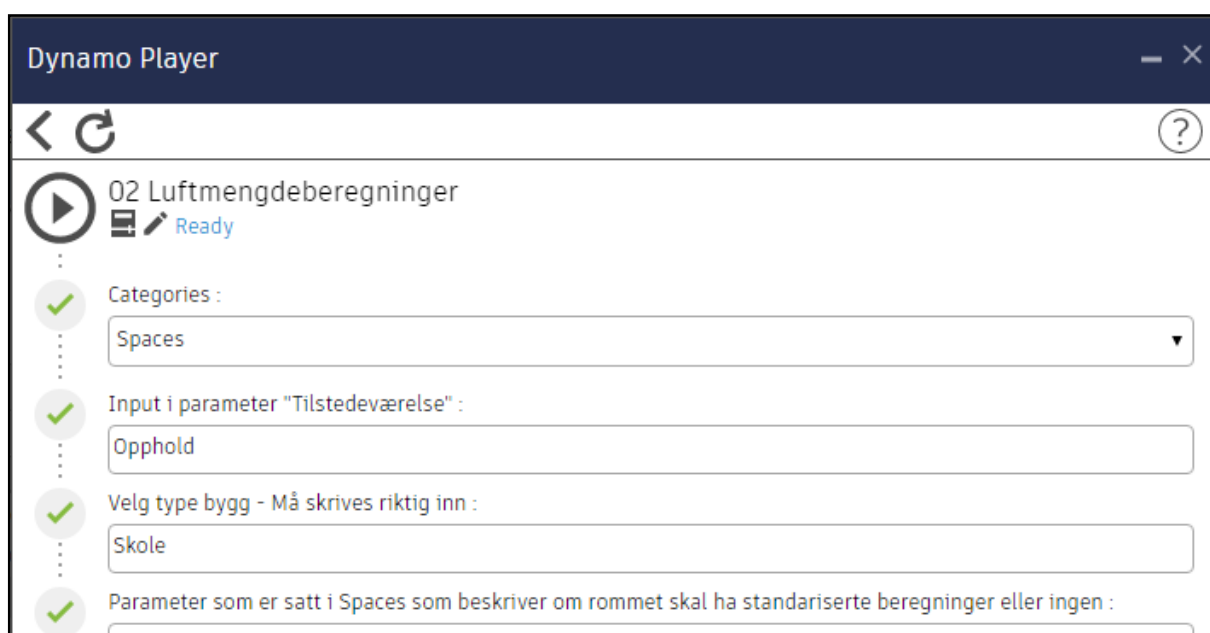 Dynamo Player
?
02 Luftmengdeberegninger
Ready
Categories :
Spaces
Input i parameter "Tilstedeværelse" :
Opphold
Velg type bygg - Må skrives riktig inn :
Skole
Parameter som er satt i Spaces som beskriver om rommet skal ha standariserte beregninger eller ingen :